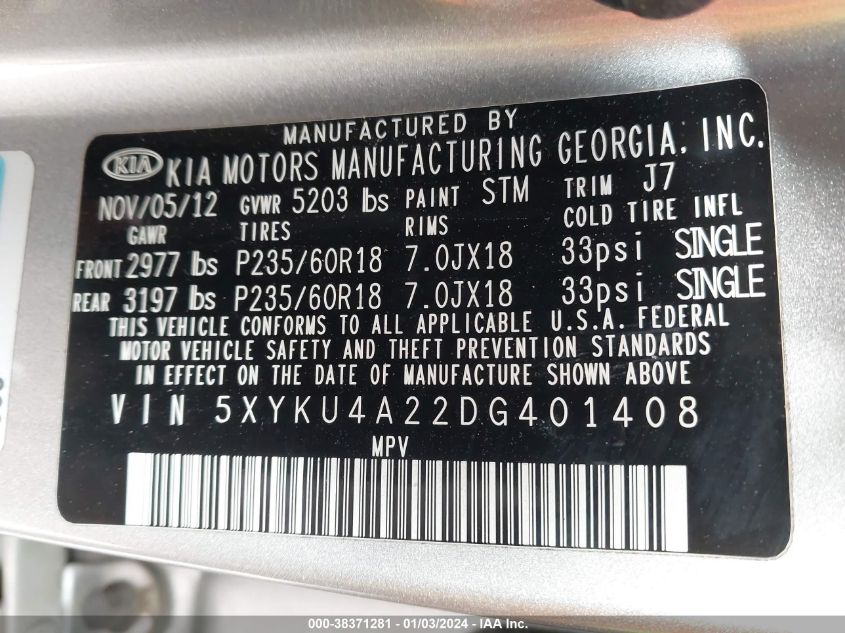 MANUFACTURED BY
KIA KIA MOTORS MANUFACTURING GEORGIA, INC.
NOV/05/12 GVWR 5203 lbs PAINT STM TRIM J7
GAWR TIRES RIMS COLD TIRE INFL
FRONT 2977 lbs P235/60R18 7.0JX18 33psi SINGLE
REAR 3197 lbs P235/60R18 7.0JX18 33psi SINGLE
THIS VEHICLE CONFORMS TO ALL APPLICABLE U.S.A. FEDERAL
MOTOR VEHICLE SAFETY AND THEFT PREVENTION STANDARDS
IN EFFECT ON THE DATE OF MANUFACTURE SHOWN ABOVE
VIN 5XYKU4A22DG401408
MPV
000-38371281 - 01/03/2024 - IAA Inc.